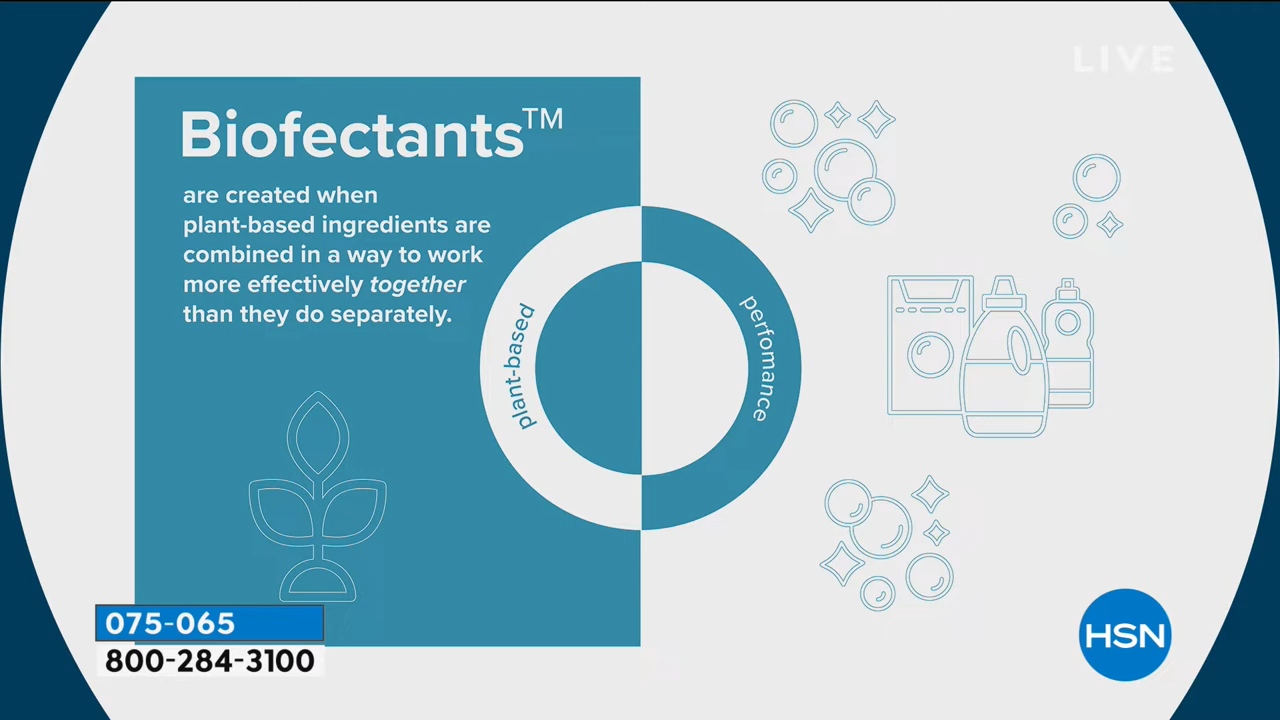 LIVE
Biofectants™
are created when
plant-based ingredients are
combined in a way to work
more effectively together
than they do separately.
plant-based
perfomance
075-065
800-284-3100
HSN